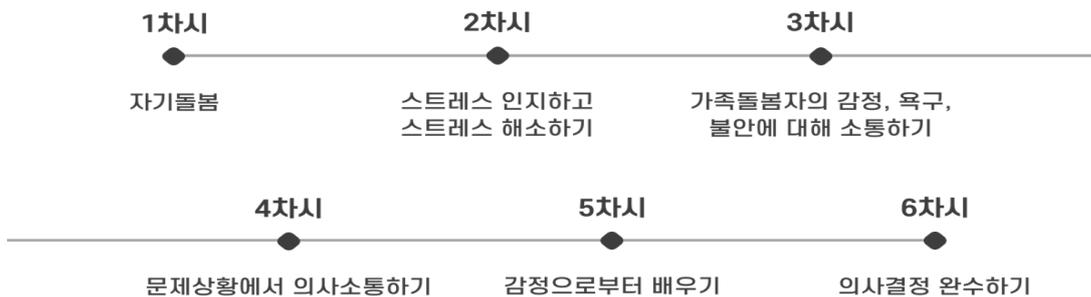 1차시
2차시
3차시
자기돌봄
스트레스 인지하고
스트레스 해소하기
가족돌봄자의 감정, 욕구,
불안에 대해 소통하기
4차시
5차시
6차시
문제상황에서 의사소통하기
감정으로부터 배우기
의사결정 완수하기